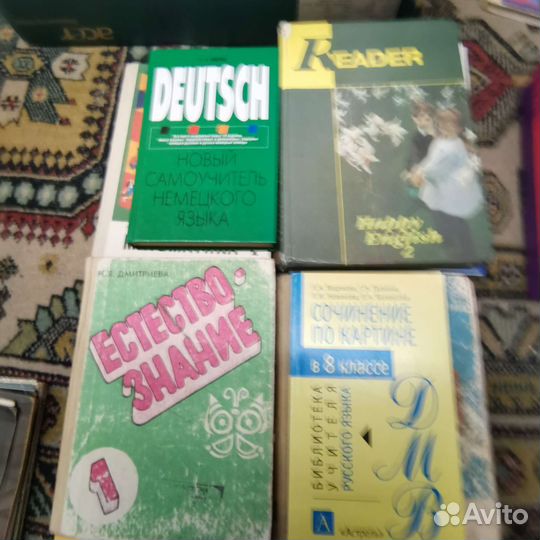 DEUTSCH
НОВЫЙ
САМОУЧИТЕЛЬ
НЕМЕЦКОГО
ЯЗЫКА
READER
Happy
English
2
Н.Я. ДМИТРИЕВА
ЕСТЕСТВО-
ЗНАНИЕ
1
СОЧИНЕНИЕ
ПО КАРТИНЕ
в 8 классе
БИБЛИОТЕКА
УЧИТЕЛЯ
РУССКОГО ЯЗЫКА
Д
М
В
А
«Астрель»
Avito